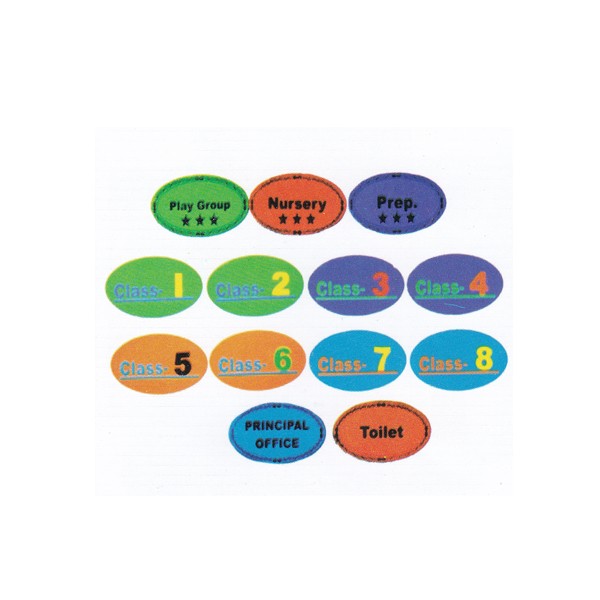 Play Group
★★★
Nursery
★★★
Prep.
★★★
Class- 1
Class- 2
Class- 3
Class- 4
Class- 5
Class- 6
Class- 7
Class- 8
PRINCIPAL
OFFICE
Toilet